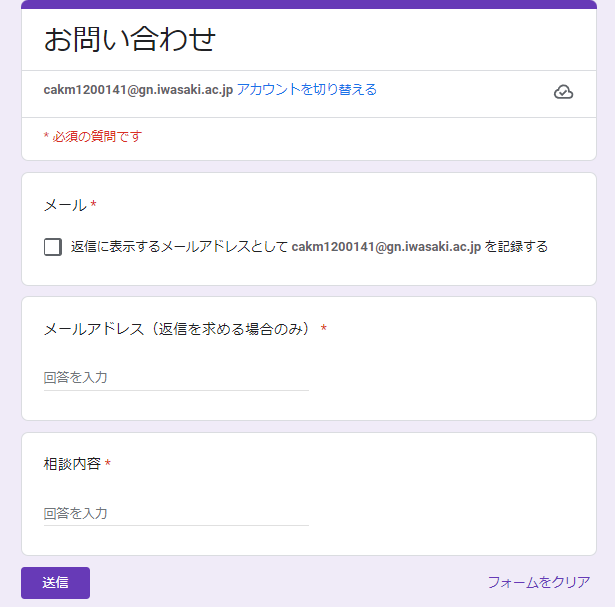 お問い合わせ
cakm1200141@gn.iwasaki.ac.jp アカウントを切り替える
* 必須の質問です
メール *
返信に表示するメールアドレスとして cakm1200141@gn.iwasaki.ac.jp を記録する
メールアドレス（返信を求める場合のみ） *
回答を入力
相談内容 *
回答を入力
送信
フォームをクリア